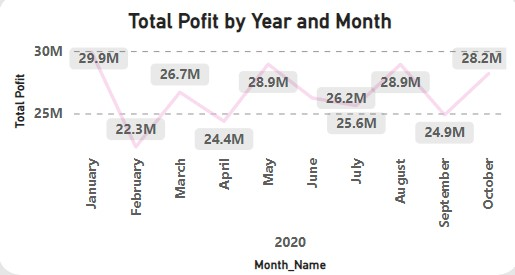 Total Pofit by Year and Month
Total Pofit
30M
25M
29.9M
22.3M
26.7M
24.4M
28.9M
26.2M
25.6M
28.9M
24.9M
28.2M
January
February
March
April
May
June
July
August
September
October
2020
Month_Name